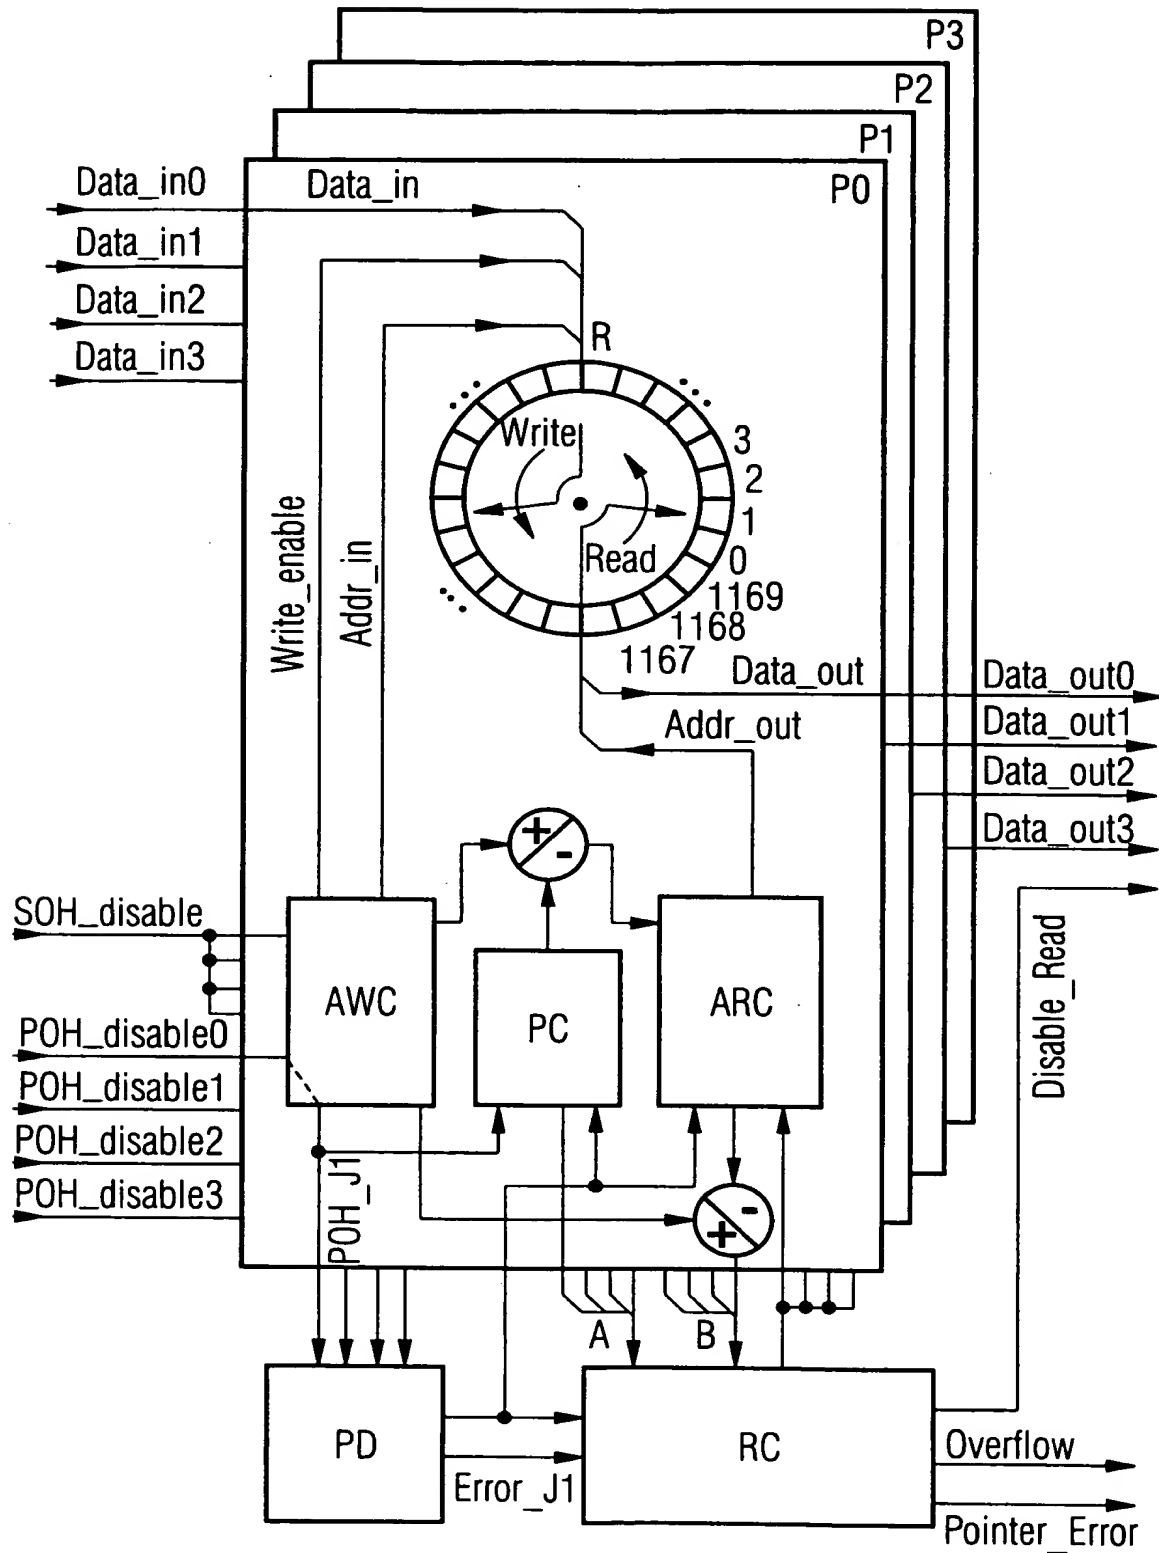 P3
P2
P1
P0
Data_in0
Data_in
Data_in1
Data_in2
Data_in3
R
Write
Read
3
2
1
0
1169
1168
1167
Write_enable
Addr_in
Data_out
Data_out0
Addr_out
Data_out1
Data_out2
Data_out3
+
-
SOH_disable
AWC
PC
ARC
Disable_Read
POH_disable0
POH_disable1
POH_disable2
POH_disable3
POH_J1
-
+
A
B
PD
RC
Error_J1
Overflow
Pointer_Error